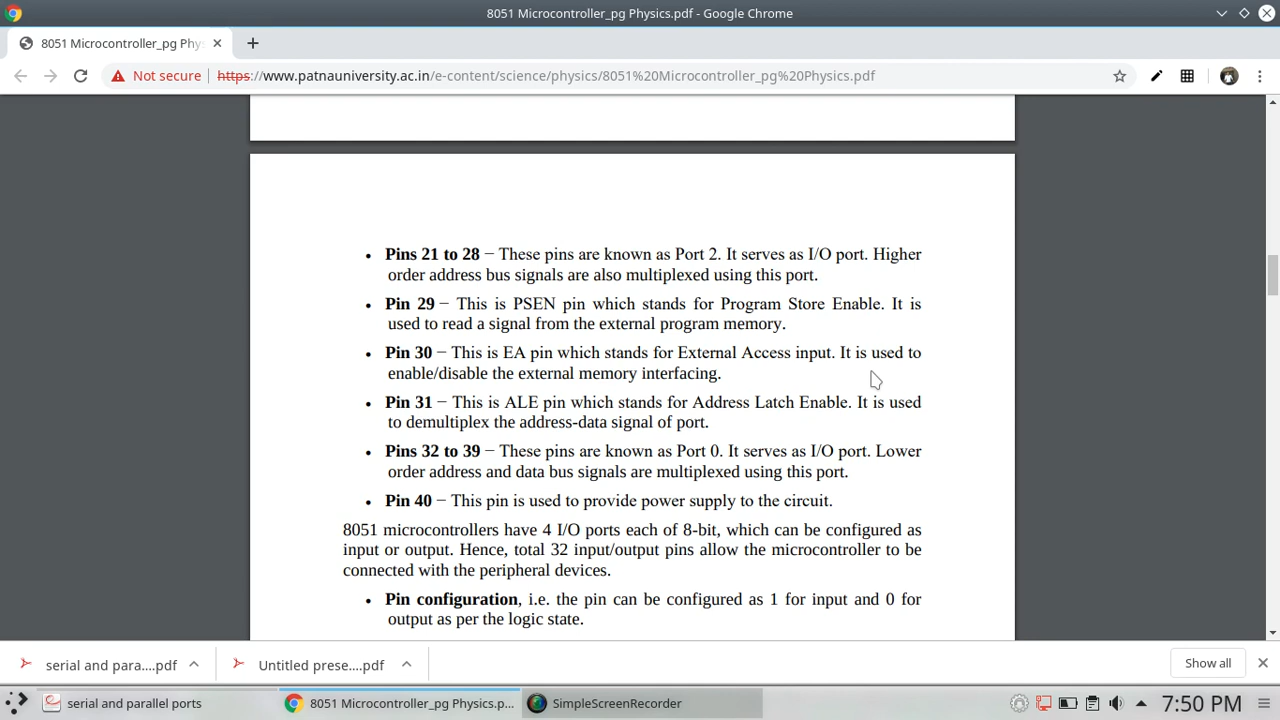 8051 Microcontroller_pg Physics.pdf - Google Chrome
8051 Microcontroller_pg Phys
Not secure https://www.patnauniversity.ac.in/e-content/science/physics/8051%20Microcontroller_pg%20Physics.pdf
• Pins 21 to 28 − These pins are known as Port 2. It serves as I/O port. Higher
order address bus signals are also multiplexed using this port.
• Pin 29 − This is PSEN pin which stands for Program Store Enable. It is
used to read a signal from the external program memory.
• Pin 30 − This is EA pin which stands for External Access input. It is used to
enable/disable the external memory interfacing.
• Pin 31 − This is ALE pin which stands for Address Latch Enable. It is used
to demultiplex the address-data signal of port.
• Pins 32 to 39 − These pins are known as Port 0. It serves as I/O port. Lower
order address and data bus signals are multiplexed using this port.
• Pin 40 − This pin is used to provide power supply to the circuit.
8051 microcontrollers have 4 I/O ports each of 8-bit, which can be configured as
input or output. Hence, total 32 input/output pins allow the microcontroller to be
connected with the peripheral devices.
• Pin configuration, i.e. the pin can be configured as 1 for input and 0 for
output as per the logic state.
serial and para....pdf
Untitled prese....pdf
Show all
serial and parallel ports
8051 Microcontroller_pg Physics.p...
SimpleScreenRecorder
7:50 PM